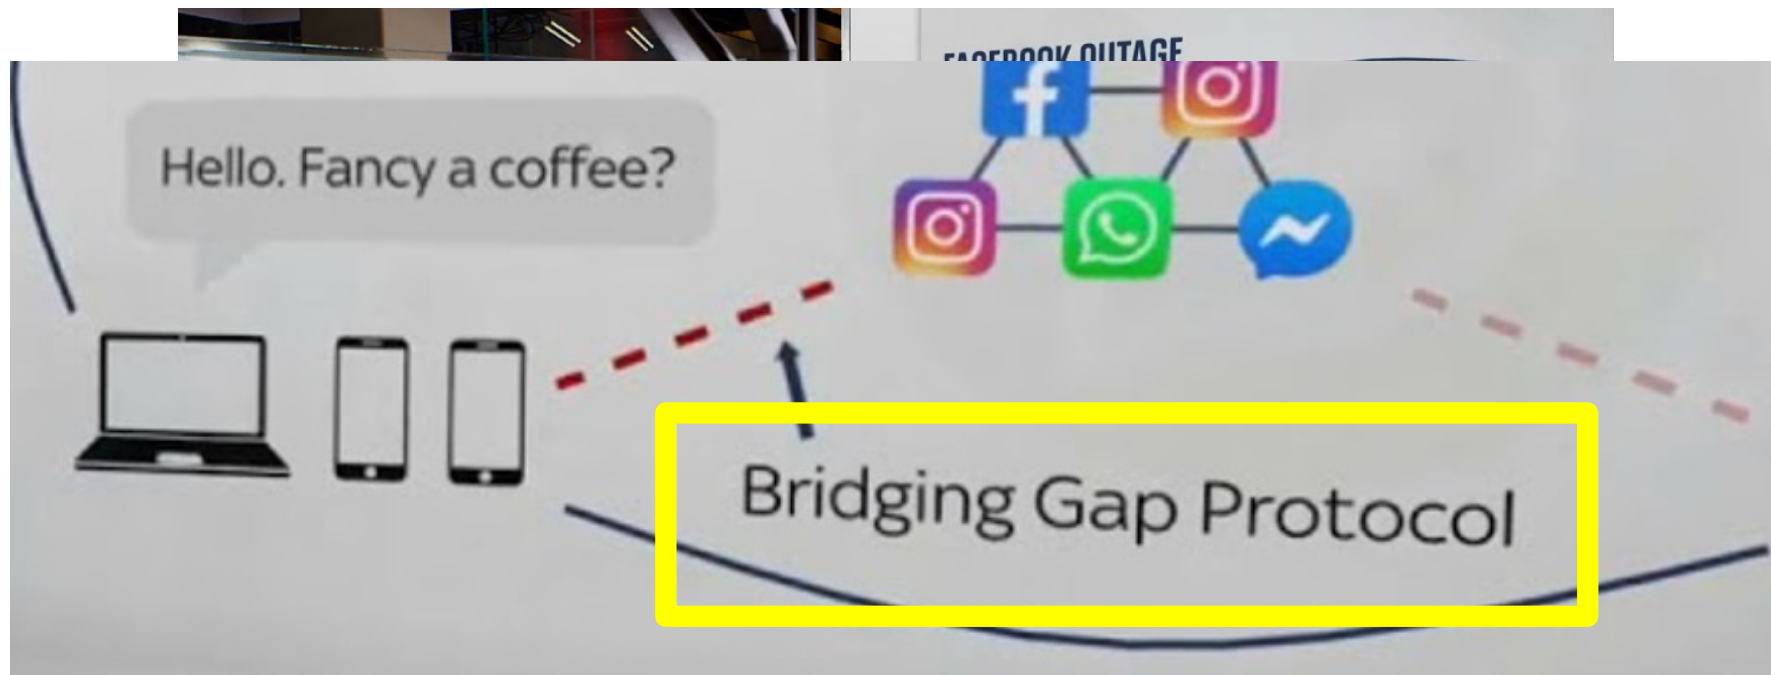 FACEBOOK OUTAGE
Hello. Fancy a coffee?
Bridging Gap Protocol